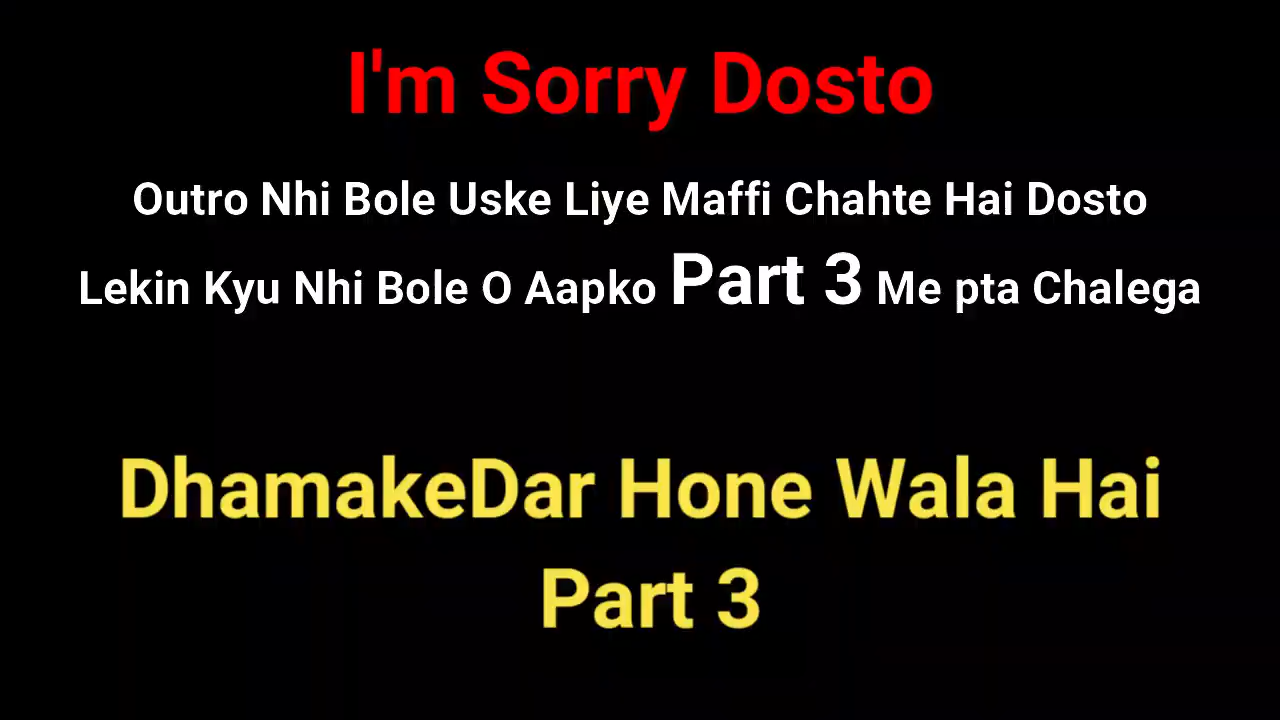 I'm Sorry Dosto
Outro Nhi Bole Uske Liye Maffi Chahte Hai Dosto
Lekin Kyu Nhi Bole O Aapko Part 3 Me pta Chalega
DhamakeDar Hone Wala Hai
Part 3